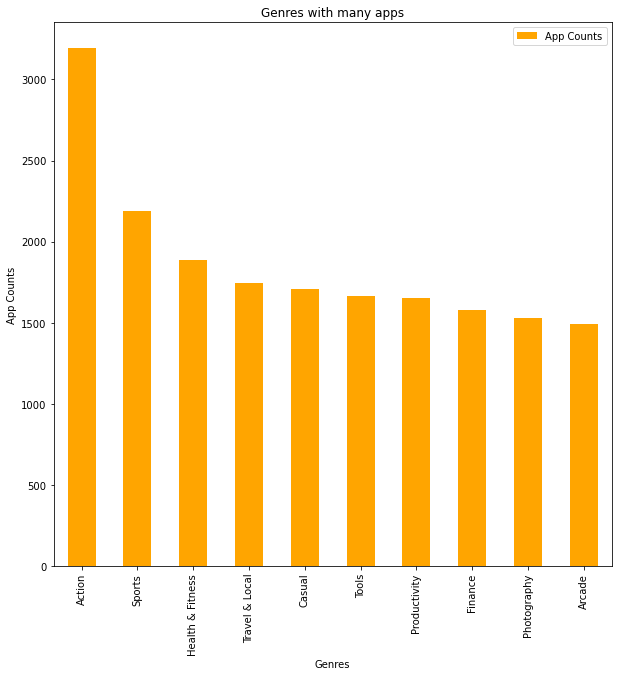 Genres with many apps
App Counts
3000
2500
2000
1500
1000
500
0
App Counts
Action
Sports
Health & Fitness
Travel & Local
Casual
Tools
Productivity
Finance
Photography
Arcade
Genres